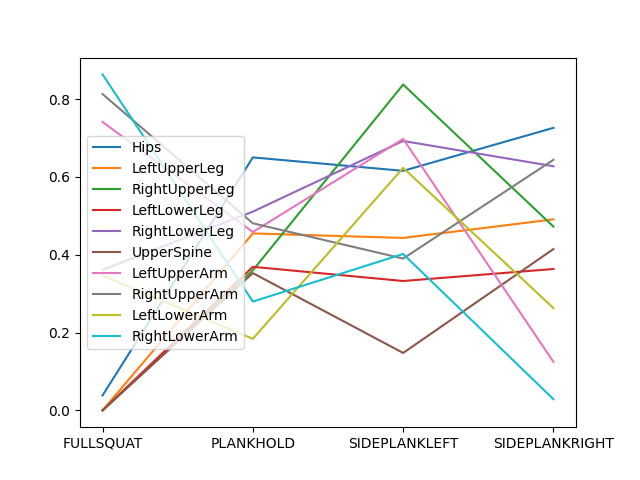 0.8
0.6
0.4
0.2
0.0
Hips
LeftUpperLeg
RightUpperLeg
LeftLowerLeg
RightLowerLeg
UpperSpine
LeftUpperArm
RightUpperArm
LeftLowerArm
RightLowerArm
FULLSQUAT PLANKHOLD SIDEPLANKLEFT SIDEPLANKRIGHT